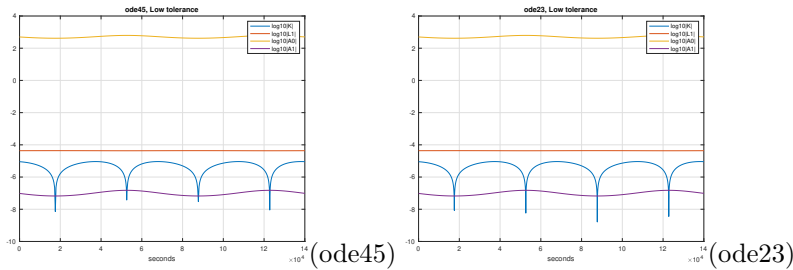 ode45, Low tolerance
4
2
0
-2
-4
-6
-8
-10
0 2 4 6 8 10 12 14
×10⁴
seconds
log10|K|
log10|L1|
log10|A0|
log10|A1|
(ode45)
ode23, Low tolerance
4
2
0
-2
-4
-6
-8
-10
0 2 4 6 8 10 12 14
×10⁴
seconds
log10|K|
log10|L1|
log10|A0|
log10|A1|
(ode23)